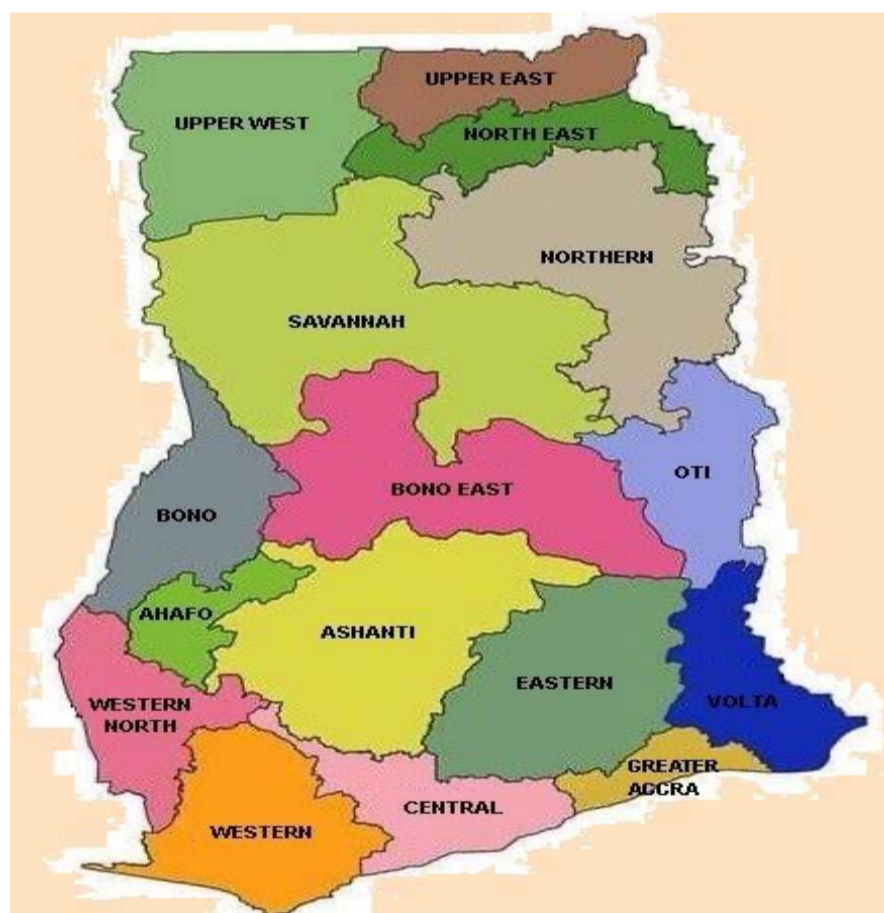 UPPER EAST
UPPER WEST
NORTH EAST
NORTHERN
SAVANNAH
OTI
BONO EAST
BONO
AHAFO
ASHANTI
EASTERN
VOLTA
WESTERN
NORTH
GREATER
ACCRA
CENTRAL
WESTERN